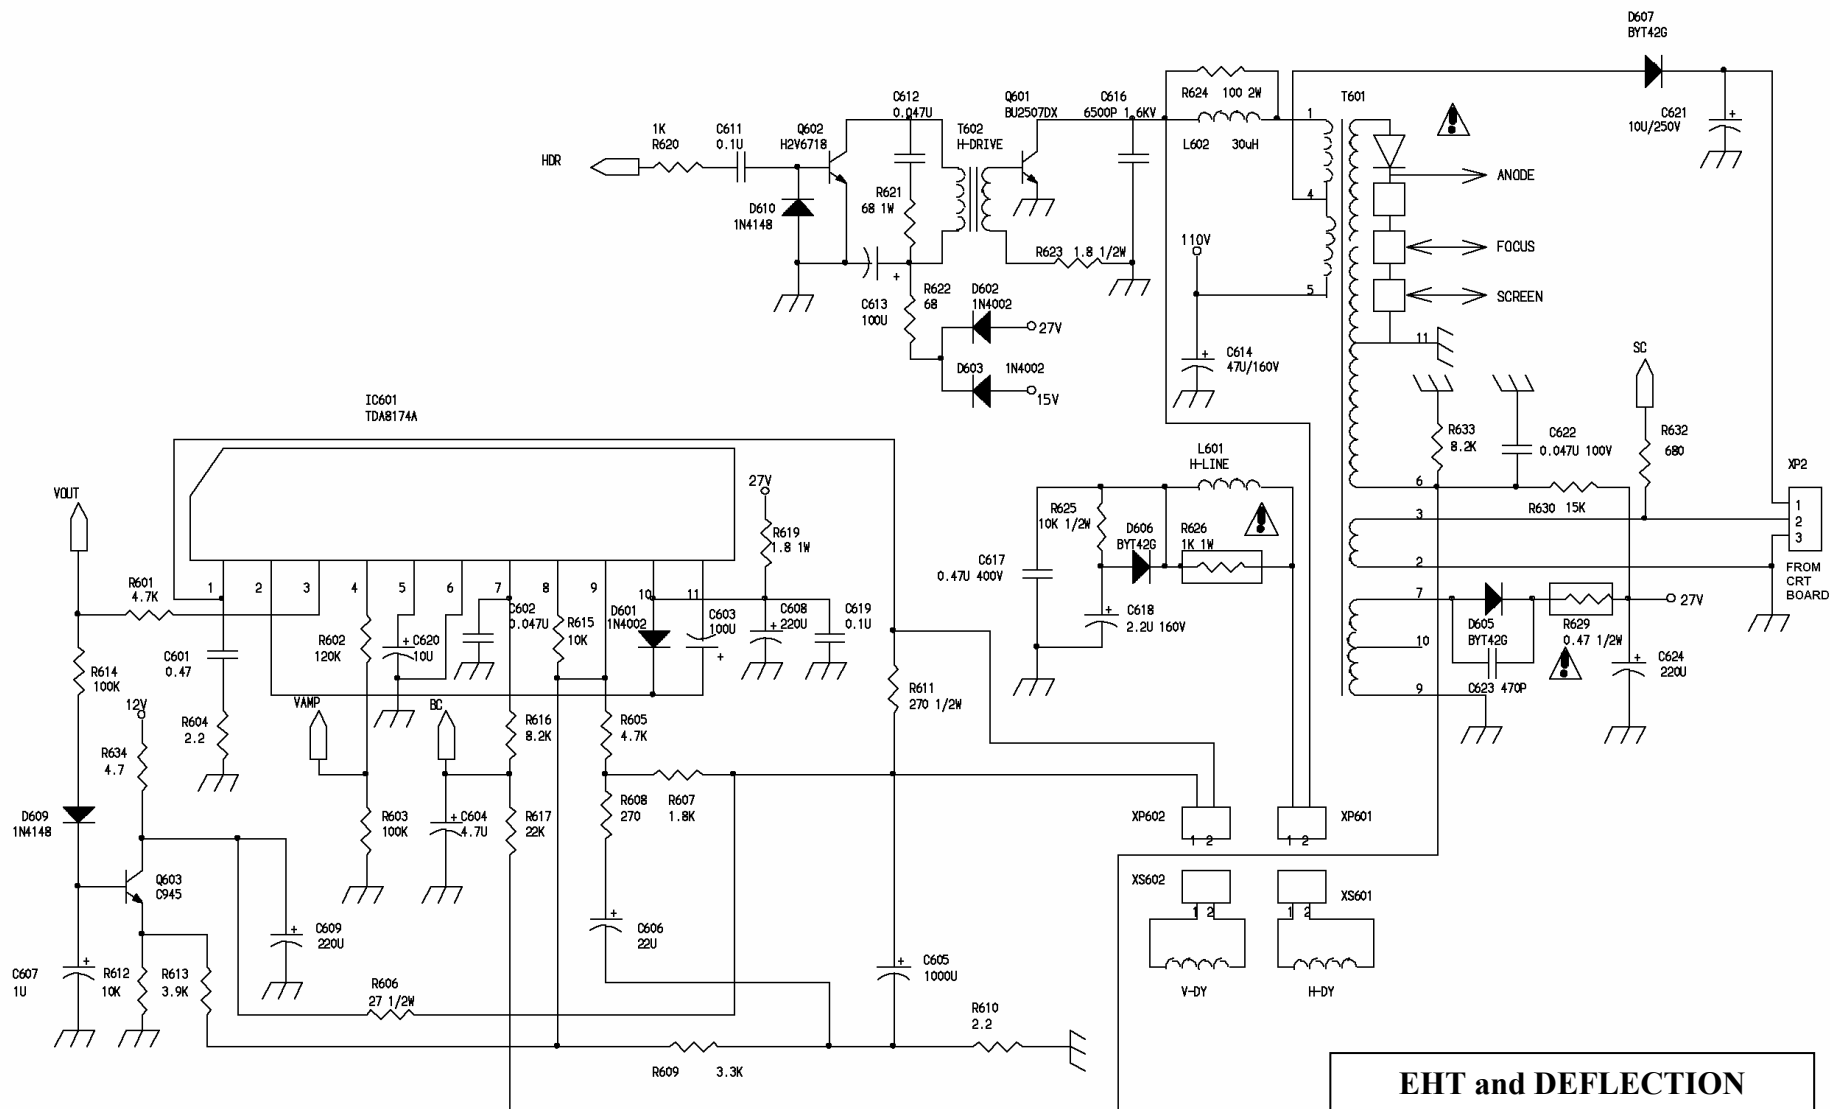 D607
BYT42G
C621
10U/250V
C612
0.047U
Q601
BU2507DX
C616
6500P 1.6KV
R624 100 2W
T601
1K
R620
C611
0.1U
Q602
H2V6718
T602
H-DRIVE
L602 30uH
1
HDR
ANODE
D610
1N4148
R621
68 1W
4
110V
FOCUS
R623 1.8 1/2W
5
SCREEN
C613
100U
+
R622
68
D602
1N4002
27V
D603 1N4002
15V
+
C614
47U/160V
11
SC
IC601
TDA8174A
R633
8.2K
C622
0.047U 100V
R632
680
L601
H-LINE
XP2
VOUT
27V
6
R630 15K
1
2
3
R625
10K 1/2W
D606
BYT42G
R626
1K 1W
3
R619
1.8 1W
C617
0.47U 400V
2
FROM
CRT
BOARD
R601
4.7K
1 2 3 4 5 6 7 8 9 10 11
C602
0.047U
D601
1N4002
C603
100U
+
C608
220U
+
C619
0.1U
+
C618
2.2U 160V
7
27V
D605
BYT42G
R629
0.47 1/2W
10
R602
120K
+
C620
10U
R615
10K
R614
100K
C601
0.47
9
C623 470P
+
C624
220U
R611
270 1/2W
12V
VAMP
BC
R604
2.2
R616
8.2K
R605
4.7K
R634
4.7
D609
1N4148
R603
100K
+
C604
4.7U
R617
22K
R608
270
R607
1.8K
XP602
1 2
XP601
1 2
Q603
C945
XS602
1 2
XS601
1 2
+
C609
220U
+
C606
22U
C607
1U
+
R612
10K
R613
3.9K
R606
27 1/2W
+
C605
1000U
V-DY
H-DY
R610
2.2
R609 3.3K
EHT and DEFLECTION